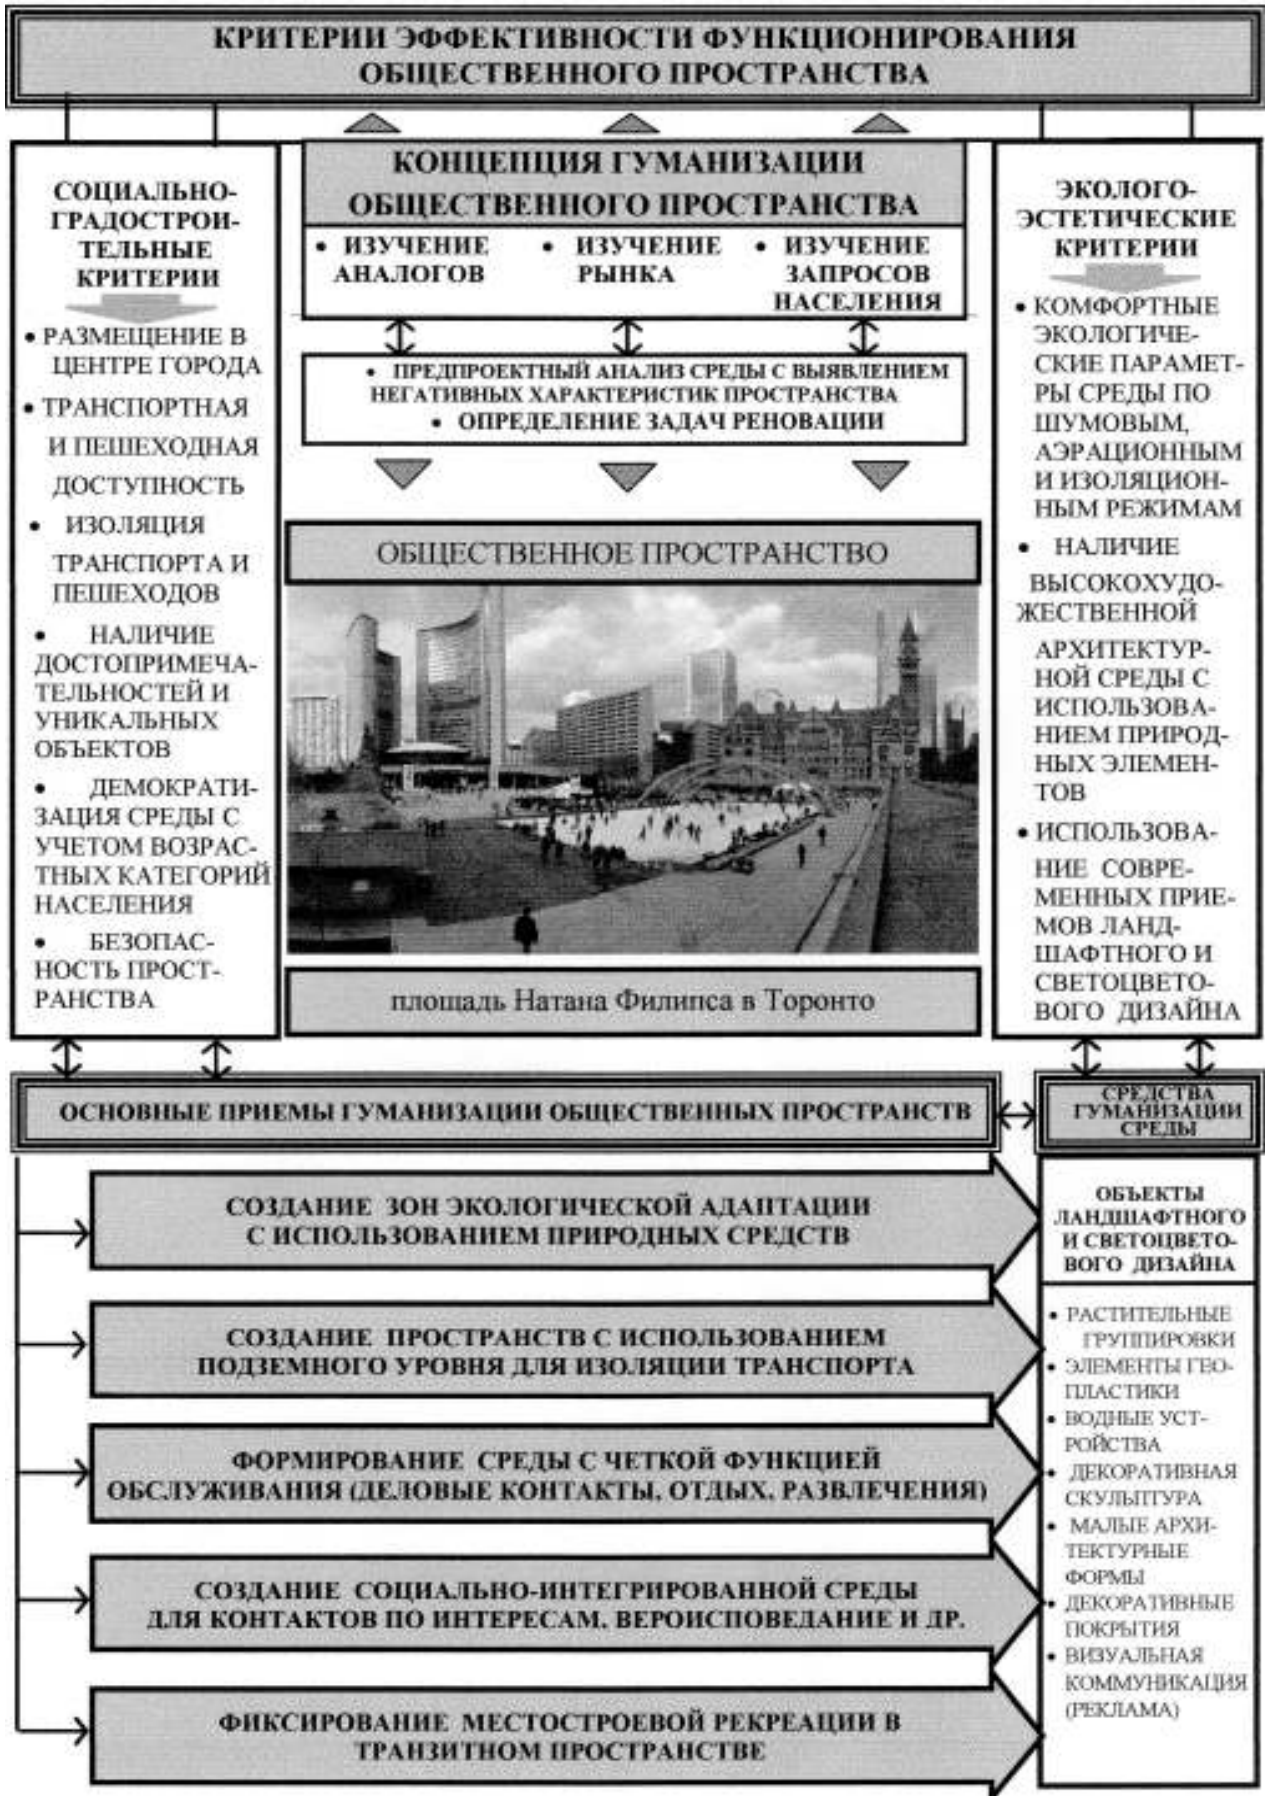 КРИТЕРИИ ЭФФЕКТИВНОСТИ ФУНКЦИОНИРОВАНИЯ
ОБЩЕСТВЕННОГО ПРОСТРАНСТВА
СОЦИАЛЬНО-
ГРАДОСТРОИ-
ТЕЛЬНЫЕ
КРИТЕРИИ
• РАЗМЕЩЕНИЕ В
ЦЕНТРЕ ГОРОДА
• ТРАНСПОРТНАЯ
И ПЕШЕХОДНАЯ
ДОСТУПНОСТЬ
• ИЗОЛЯЦИЯ
ТРАНСПОРТА И
ПЕШЕХОДОВ
• НАЛИЧИЕ
ДОСТОПРИМЕЧА-
ТЕЛЬНОСТЕЙ И
УНИКАЛЬНЫХ
ОБЪЕКТОВ
• ДЕМОКРАТИ-
ЗАЦИЯ СРЕДЫ С
УЧЕТОМ ВОЗРАС-
ТНЫХ КАТЕГОРИЙ
НАСЕЛЕНИЯ
• БЕЗОПАС-
НОСТЬ ПРОСТ-
РАНСТВА
КОНЦЕПЦИЯ ГУМАНИЗАЦИИ
ОБЩЕСТВЕННОГО ПРОСТРАНСТВА
• ИЗУЧЕНИЕ
АНАЛОГОВ
• ИЗУЧЕНИЕ
РЫНКА
• ИЗУЧЕНИЕ
ЗАПРОСОВ
НАСЕЛЕНИЯ
• ПРЕДПРОЕКТНЫЙ АНАЛИЗ СРЕДЫ С ВЫЯВЛЕНИЕМ
НЕГАТИВНЫХ ХАРАКТЕРИСТИК ПРОСТРАНСТВА
• ОПРЕДЕЛЕНИЕ ЗАДАЧ РЕНОВАЦИИ
ОБЩЕСТВЕННОЕ ПРОСТРАНСТВО
площадь Натана Филипса в Торонто
ЭКОЛОГО-
ЭСТЕТИЧЕСКИЕ
КРИТЕРИИ
• КОМФОРТНЫЕ
ЭКОЛОГИЧЕ-
СКИЕ ПАРАМЕТ-
РЫ СРЕДЫ ПО
ШУМОВЫМ,
АЭРАЦИОННЫМ
И ИЗОЛЯЦИОН-
НЫМ РЕЖИМАМ
• НАЛИЧИЕ
ВЫСОКОХУДО-
ЖЕСТВЕННОЙ
АРХИТЕКТУР-
НОЙ СРЕДЫ С
ИСПОЛЬЗОВА-
НИЕМ ПРИРОД-
НЫХ ЭЛЕМЕН-
ТОВ
• ИСПОЛЬЗОВА-
НИЕ СОВРЕ-
МЕННЫХ ПРИЕ-
МОВ ЛАНД-
ШАФТНОГО И
СВЕТОЦВЕТО-
ВОГО ДИЗАЙНА
ОСНОВНЫЕ ПРИЕМЫ ГУМАНИЗАЦИИ ОБЩЕСТВЕННЫХ ПРОСТРАНСТВ
СОЗДАНИЕ ЗОН ЭКОЛОГИЧЕСКОЙ АДАПТАЦИИ
С ИСПОЛЬЗОВАНИЕМ ПРИРОДНЫХ СРЕДСТВ
СОЗДАНИЕ ПРОСТРАНСТВ С ИСПОЛЬЗОВАНИЕМ
ПОДЗЕМНОГО УРОВНЯ ДЛЯ ИЗОЛЯЦИИ ТРАНСПОРТА
ФОРМИРОВАНИЕ СРЕДЫ С ЧЕТКОЙ ФУНКЦИЕЙ
ОБСЛУЖИВАНИЯ (ДЕЛОВЫЕ КОНТАКТЫ, ОТДЫХ, РАЗВЛЕЧЕНИЯ)
СОЗДАНИЕ СОЦИАЛЬНО-ИНТЕГРИРОВАННОЙ СРЕДЫ
ДЛЯ КОНТАКТОВ ПО ИНТЕРЕСАМ, ВЕРОИСПОВЕДАНИЕ И ДР.
ФИКСИРОВАНИЕ МЕСТОСТРОЕВОЙ РЕКРЕАЦИИ В
ТРАНЗИТНОМ ПРОСТРАНСТВЕ
СРЕДСТВА
ГУМАНИЗАЦИИ
СРЕДЫ
ОБЪЕКТЫ
ЛАНДШАФТНОГО
И СВЕТОЦВЕТО-
ВОГО ДИЗАЙНА
• РАСТИТЕЛЬНЫЕ
ГРУППИРОВКИ
• ЭЛЕМЕНТЫ ГЕО-
ПЛАСТИКИ
• ВОДНЫЕ УСТ-
РОЙСТВА
• ДЕКОРАТИВНАЯ
СКУЛЬПТУРА
• МАЛЫЕ АРХИ-
ТЕКТУРНЫЕ
ФОРМЫ
• ДЕКОРАТИВНЫЕ
ПОКРЫТИЯ
• ВИЗУАЛЬНАЯ
КОММУНИКАЦИЯ
(РЕКЛАМА)